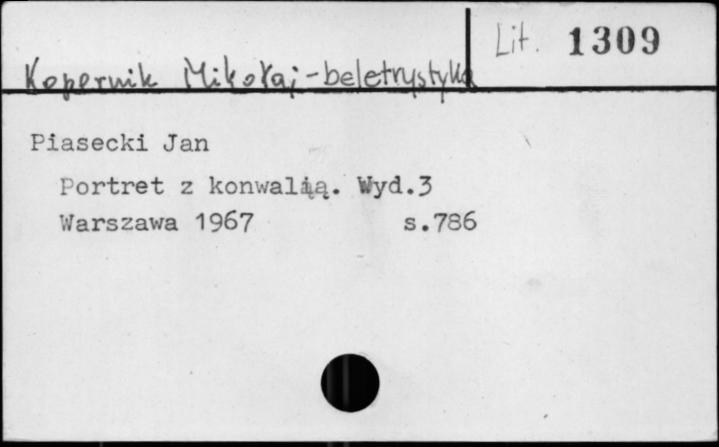 Lit. 1309
Kopernik Mikołaj - beletrystyka
Piasecki Jan
Portret z konwalią. Wyd.3
Warszawa 1967 s.786